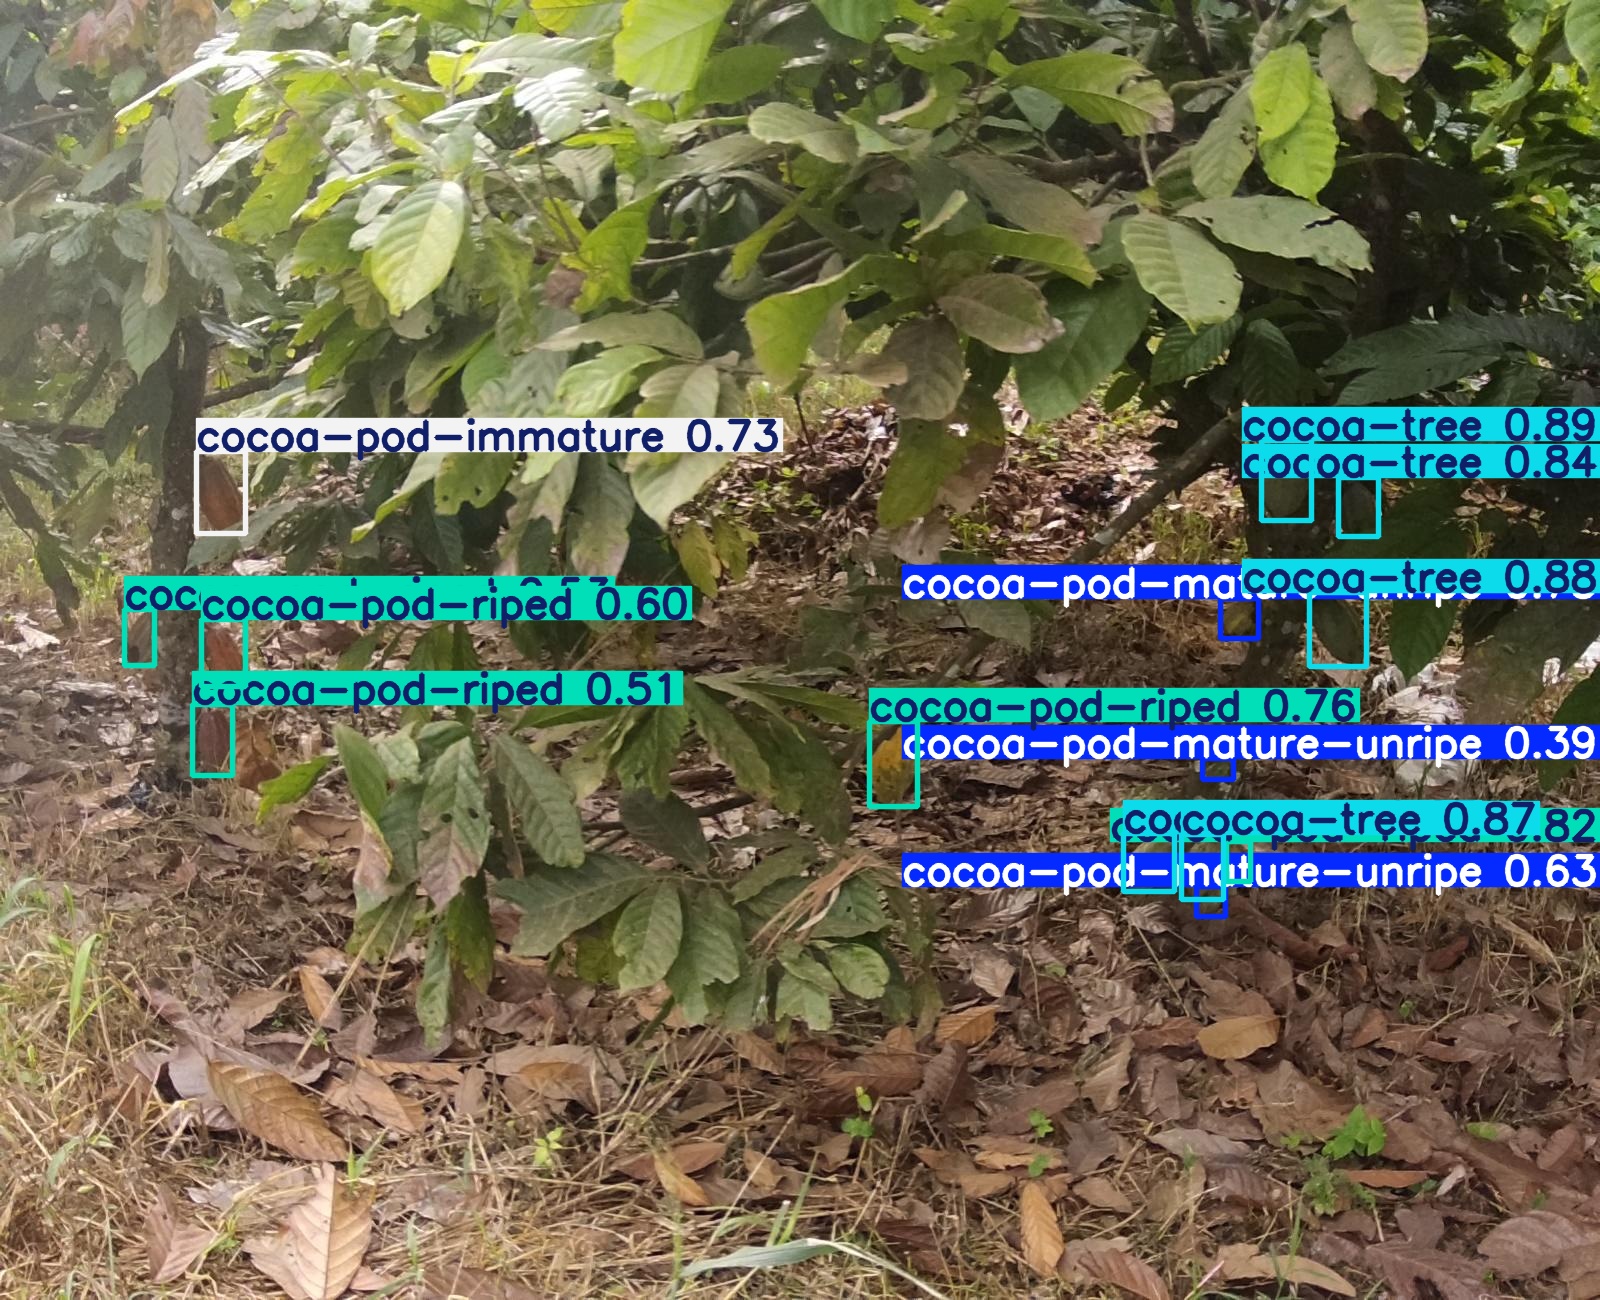 cocoa-pod-immature 0.73
cocoa-tree 0.89
cocoa-tree 0.84
cocoa-tree 0.88
cocoa-pod-riped 0.60
cocoa-pod-riped 0.51
cocoa-pod-riped 0.76
cocoa-pod-mature-unripe 0.39
cocoa-tree 0.87
cocoa-pod-mature-unripe 0.63